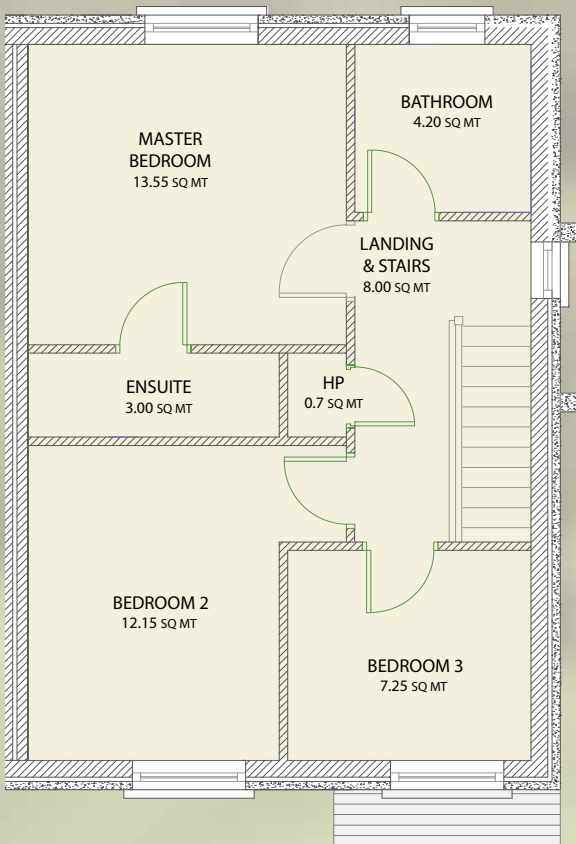 BATHROOM
4.20 SQ MT
MASTER
BEDROOM
13.55 SQ MT
LANDING
& STAIRS
8.00 SQ MT
ENSUITE
3.00 SQ MT
HP
0.7 SQ MT
BEDROOM 2
12.15 SQ MT
BEDROOM 3
7.25 SQ MT